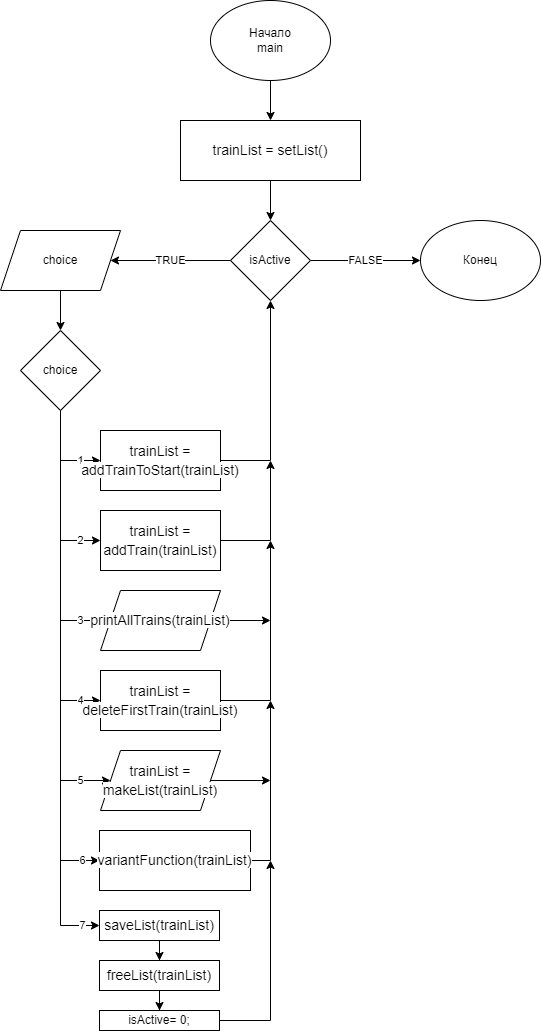 Начало
main
trainList = setList()
choice
TRUE
isActive
FALSE
Конец
choice
1
trainList =
addTrainToStart(trainList)
2
trainList =
addTrain(trainList)
3
printAllTrains(trainList)
4
trainList =
deleteFirstTrain(trainList)
5
trainList =
makeList(trainList)
6
variantFunction(trainList)
7
saveList(trainList)
freeList(trainList)
isActive= 0;